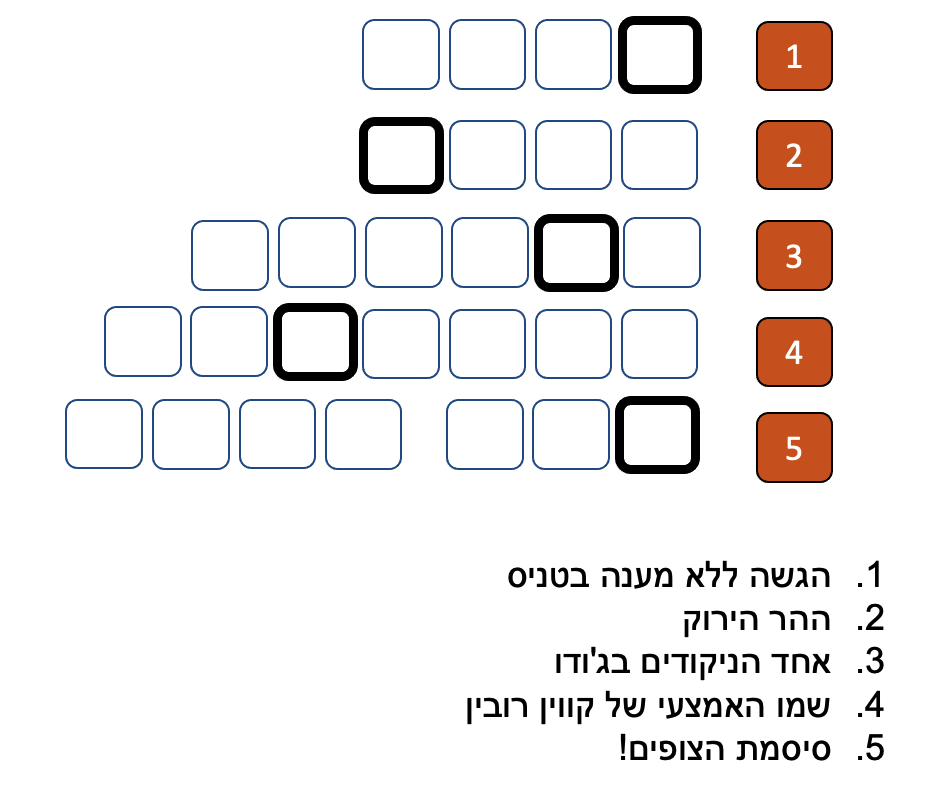 1
2
3
4
5
1. הגשה ללא מענה בטניס
2. ההר הירוק
3. אחד הניקודים בג'ודו
4. שמו האמצעי של קווין רובין
5. סיסמת הצופים!